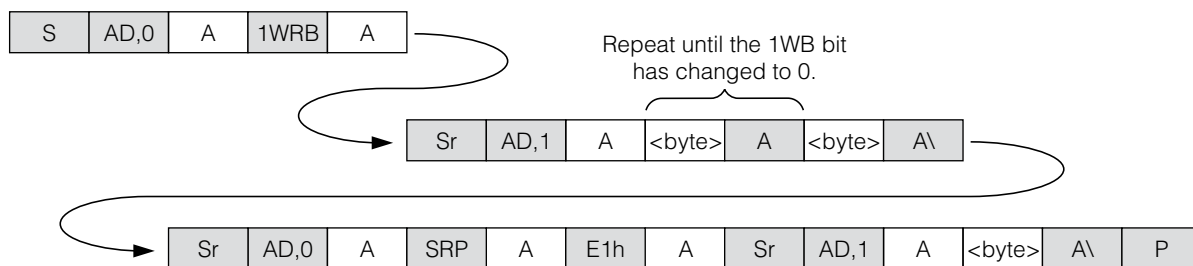 S AD,0 A 1WRB A
Repeat until the 1WB bit
has changed to 0.
Sr AD,1 A <byte> A <byte> A\
Sr AD,0 A SRP A E1h A Sr AD,1 A <byte> A\ P